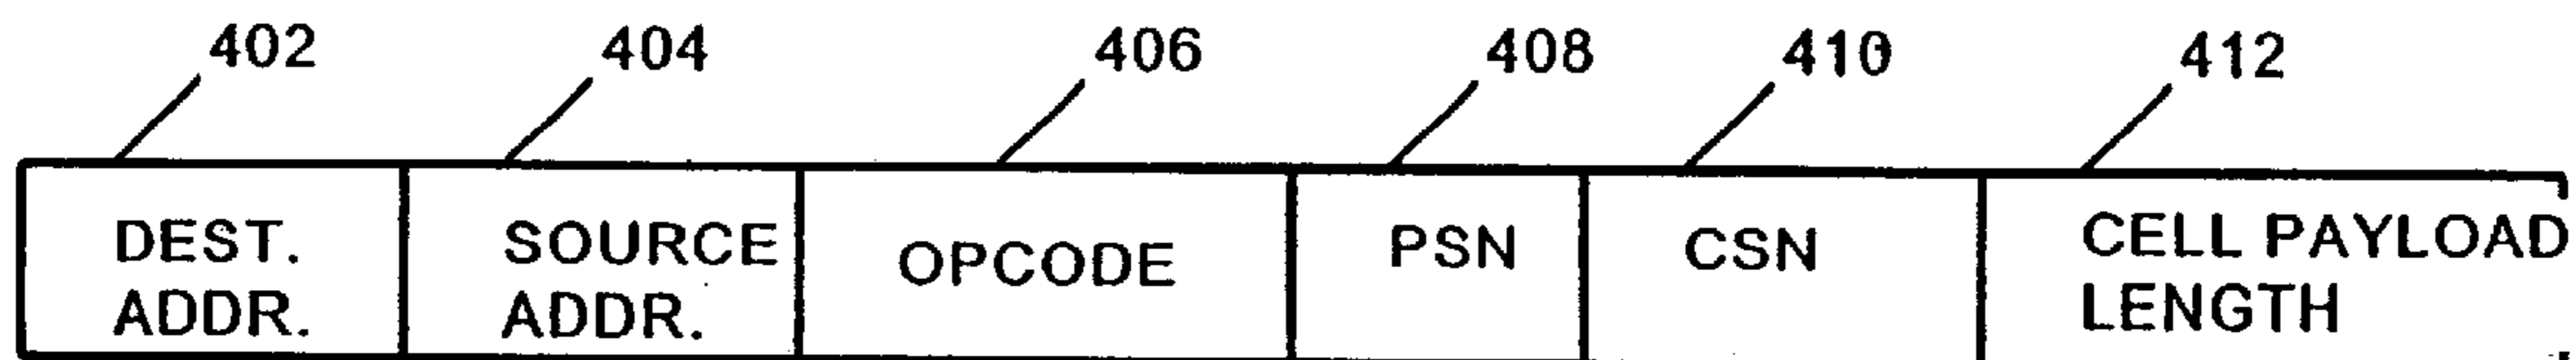 402 404 406 408 410 412
DEST. ADDR.
SOURCE ADDR.
OPCODE
PSN
CSN
CELL PAYLOAD LENGTH